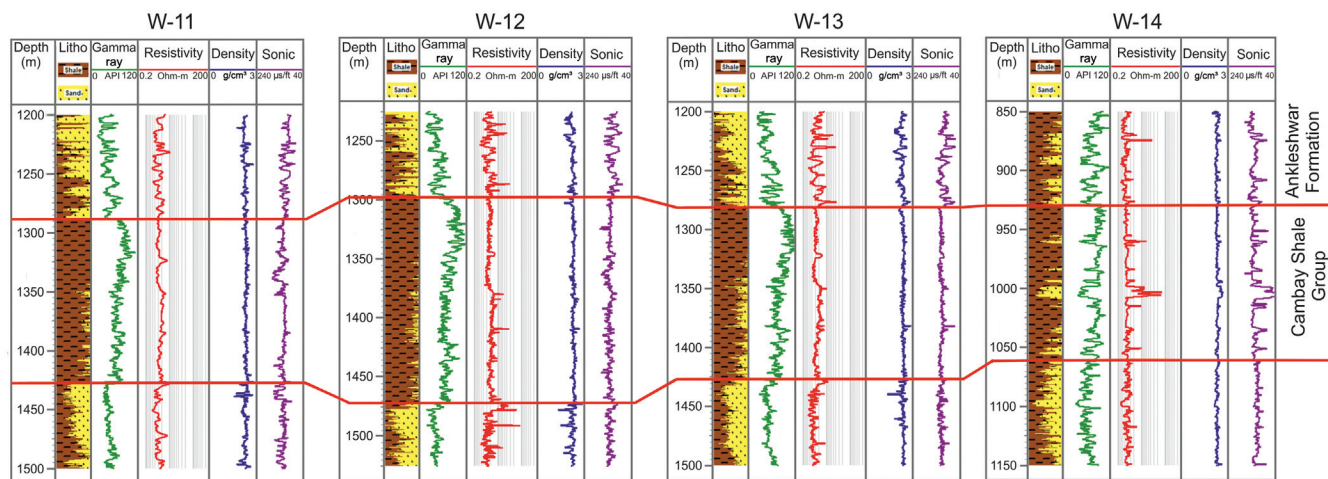 W-11 W-12 W-13 W-14
Depth (m) Litho Gamma ray Resistivity Density Sonic
Shale 0 API 120 0.2 Ohm-m 200 0 g/cm³ 3 240 µs/ft 40
Sand
1200
1250
1300
1350
1400
1450
1500
Depth (m) Litho Gamma ray Resistivity Density Sonic
Shale 0 API 120 0.2 Ohm-m 200 0 g/cm³ 3 240 µs/ft 40
Sand
1250
1300
1350
1400
1450
1500
Depth (m) Litho Gamma ray Resistivity Density Sonic
Shale 0 API 120 0.2 Ohm-m 200 0 g/cm³ 3 240 µs/ft 40
Sand
1200
1250
1300
1350
1400
1450
1500
Depth (m) Litho Gamma ray Resistivity Density Sonic
Shale 0 API 120 0.2 Ohm-m 200 0 g/cm³ 3 240 µs/ft 40
Sand
850
900
950
1000
1050
1100
1150
Ankleshwar
Formation
Cambay Shale
Group